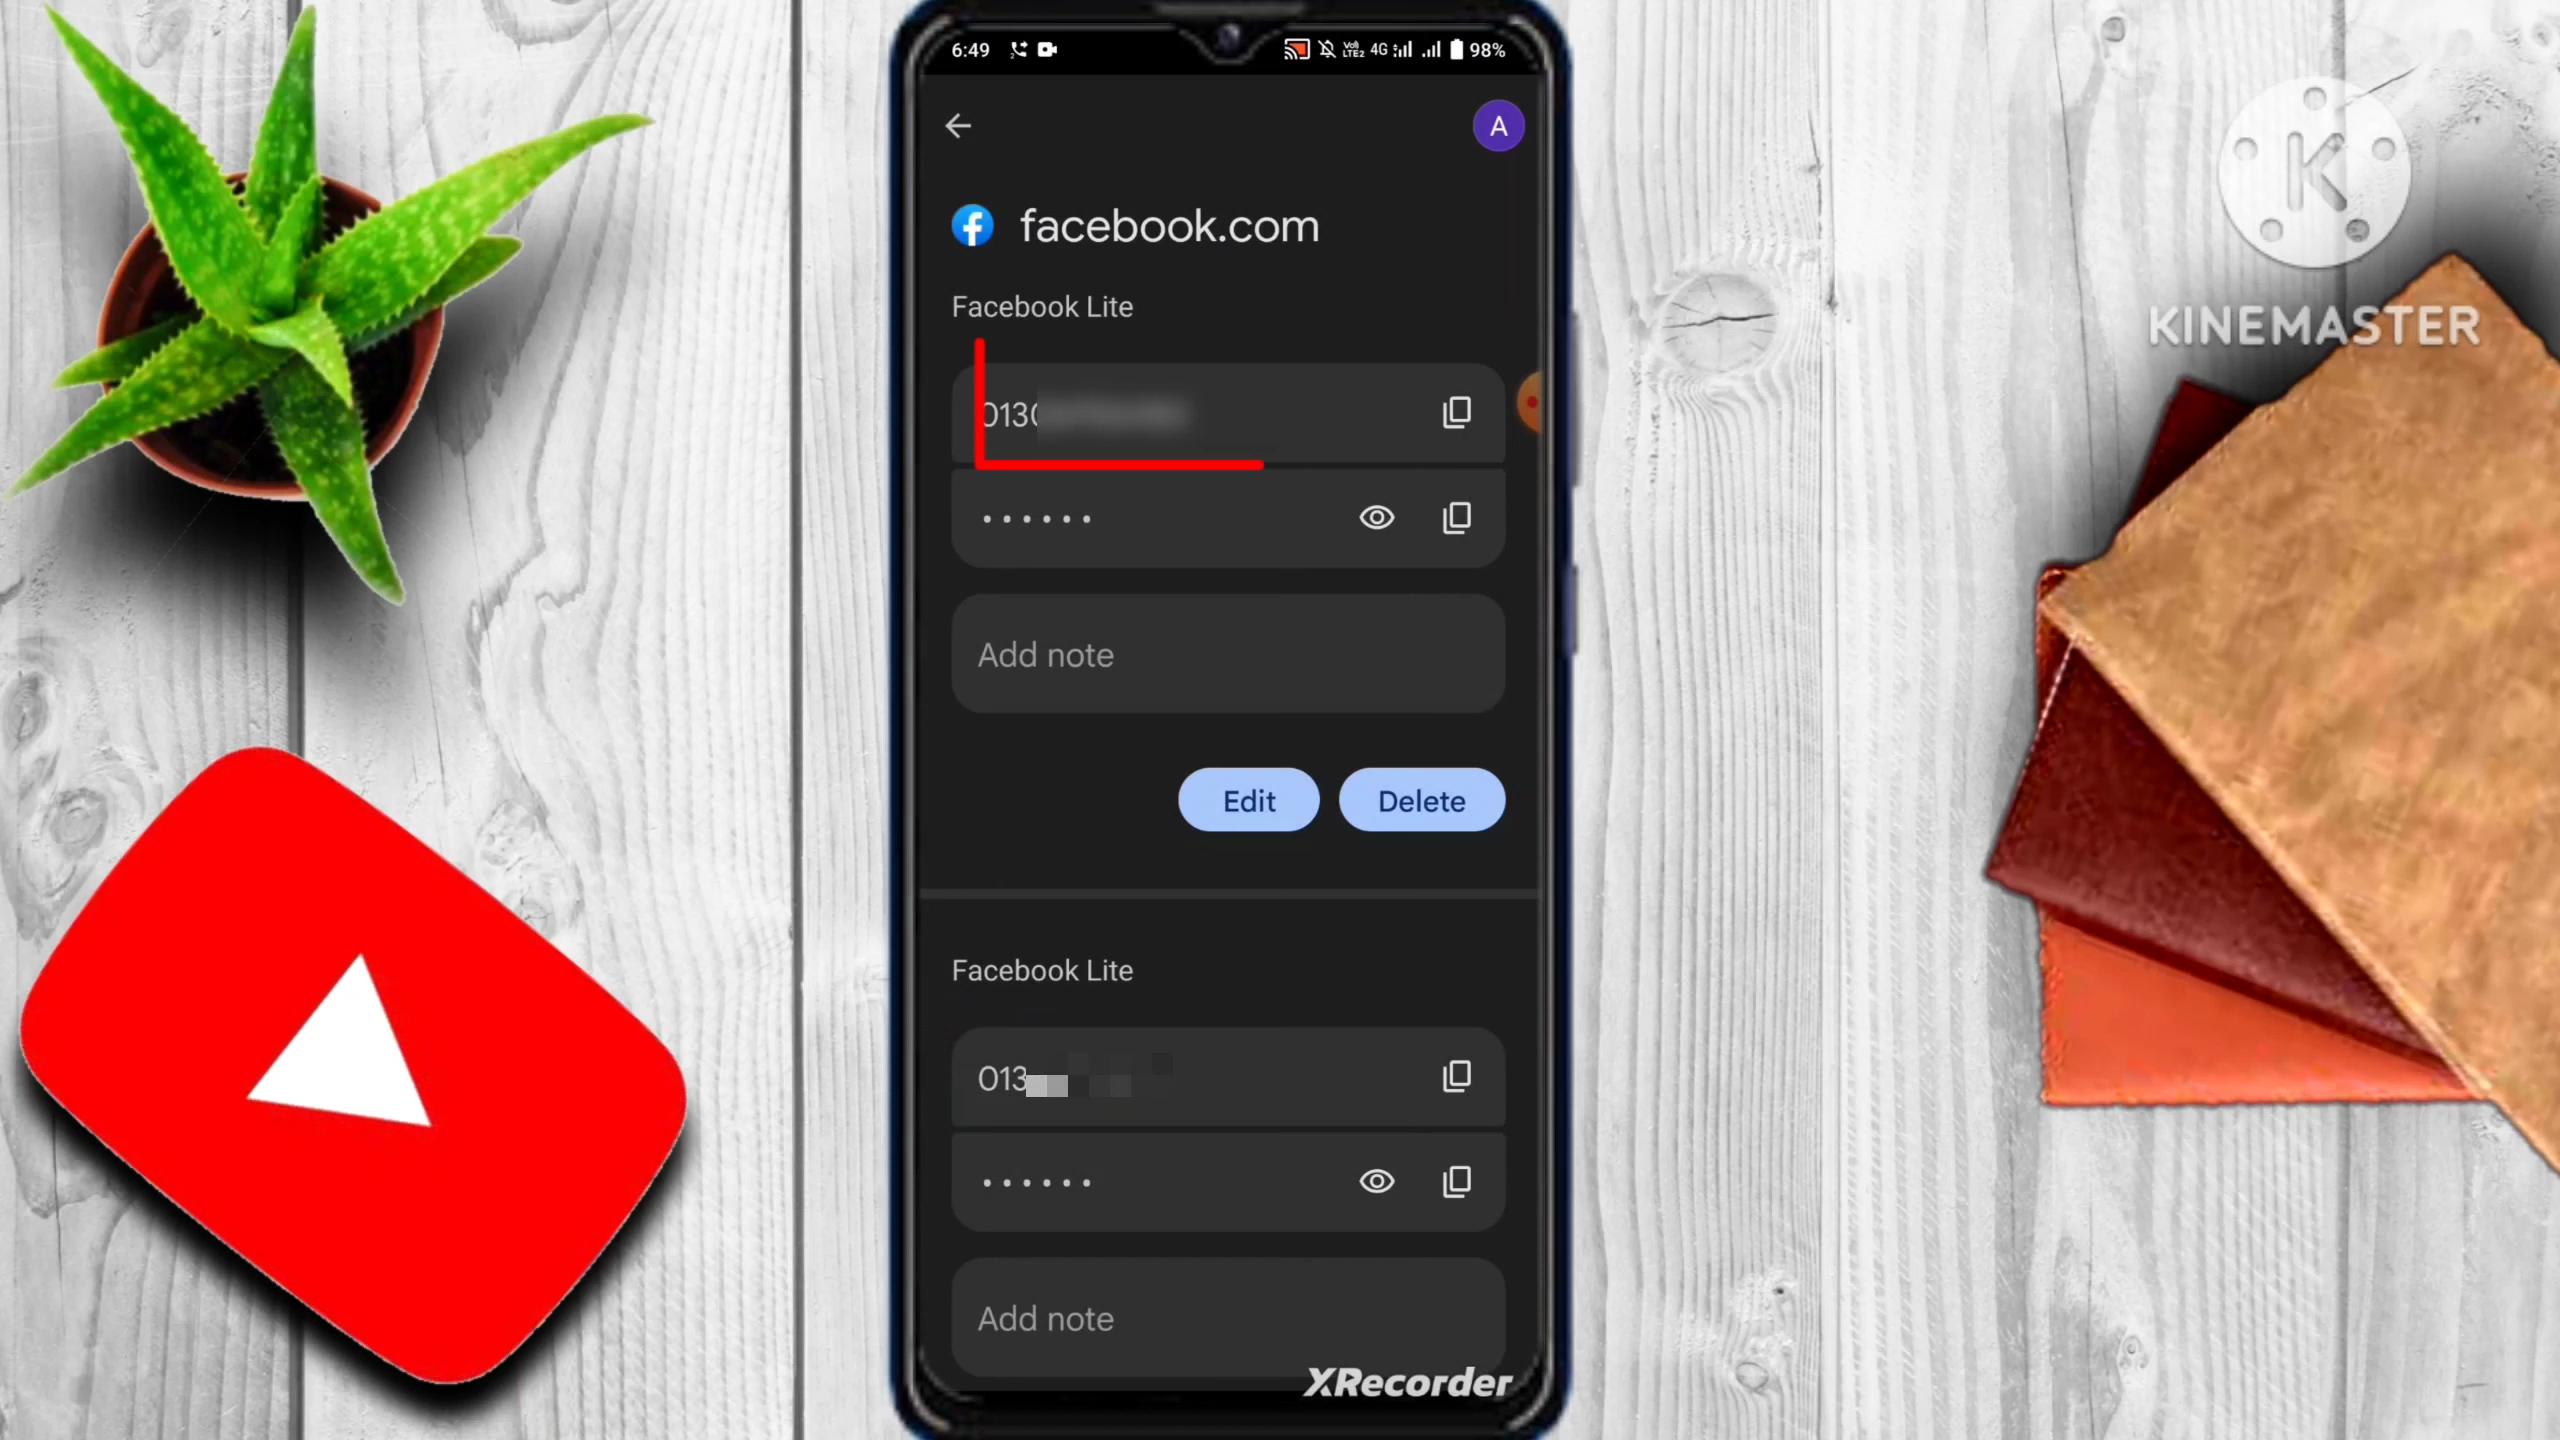 6:49 4G 98%
A
facebook.com
Facebook Lite
013
Add note
Edit Delete
Facebook Lite
013
Add note
XRecorder
K
KINEMASTER